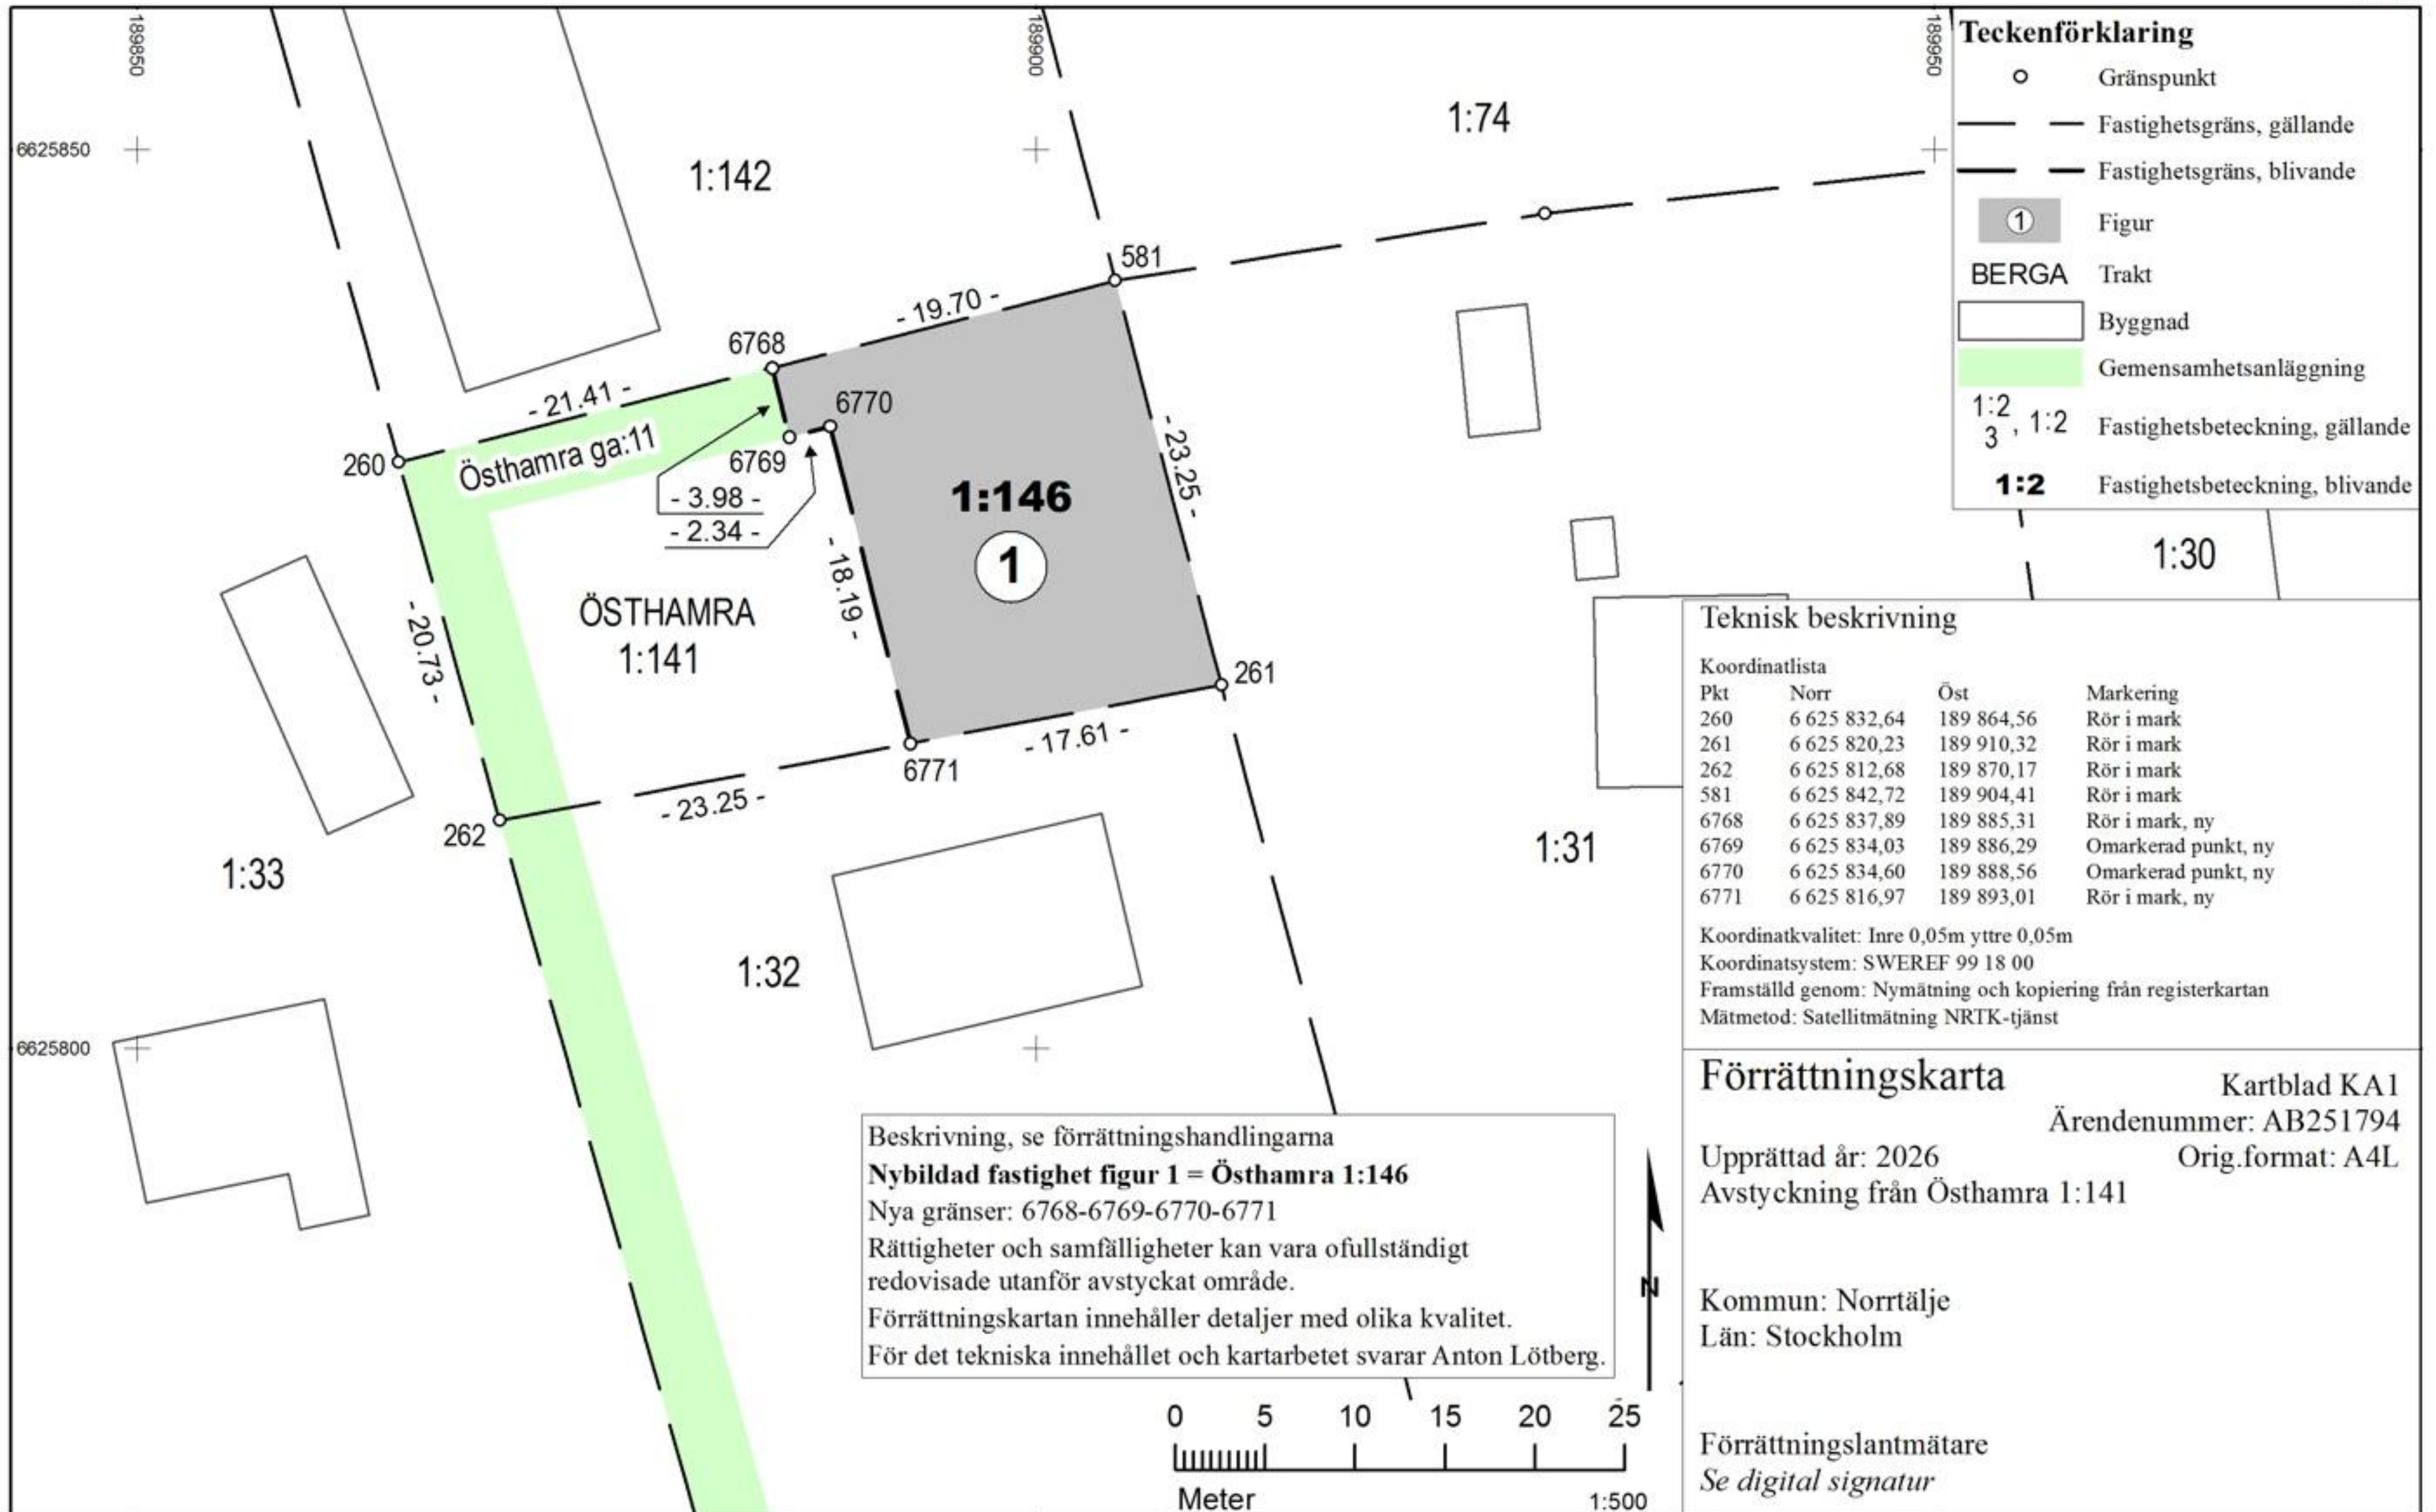 189850
189900
189950
6625850
6625800
1:74
1:142
581
- 19.70 -
6768
- 21.41 -
6770
Östhamra ga:11
260
6769
- 3.98 -
- 2.34 -
- 23.25 -
1:146
1
- 18.19 -
ÖSTHAMRA
1:141
- 20.73 -
261
- 17.61 -
6771
- 23.25 -
262
1:33
1:32
1:31
1:30
Teckenförklaring
Gränspunkt
Fastighetsgräns, gällande
Fastighetsgräns, blivande
1 Figur
BERGA Trakt
Byggnad
Gemensamhetsanläggning
1:2
3 , 1:2 Fastighetsbeteckning, gällande
1:2 Fastighetsbeteckning, blivande
Teknisk beskrivning
Koordinatlista
Pkt Norr Öst Markering
260 6 625 832,64 189 864,56 Rör i mark
261 6 625 820,23 189 910,32 Rör i mark
262 6 625 812,68 189 870,17 Rör i mark
581 6 625 842,72 189 904,41 Rör i mark
6768 6 625 837,89 189 885,31 Rör i mark, ny
6769 6 625 834,03 189 886,29 Omarkerad punkt, ny
6770 6 625 834,60 189 888,56 Omarkerad punkt, ny
6771 6 625 816,97 189 893,01 Rör i mark, ny
Koordinatkvalitet: Inre 0,05m yttre 0,05m
Koordinatsystem: SWEREF 99 18 00
Framställd genom: Nymätning och kopiering från registerkartan
Mätmetod: Satellitmätning NRTK-tjänst
Beskrivning, se förrättningshandlingarna
Nybildad fastighet figur 1 = Östhamra 1:146
Nya gränser: 6768-6769-6770-6771
Rättigheter och samfälligheter kan vara ofullständigt
redovisade utanför avstyckat område.
Förrättningskartan innehåller detaljer med olika kvalitet.
För det tekniska innehållet och kartarbetet svarar Anton Lötberg.
N
0 5 10 15 20 25
Meter 1:500
Förrättningskarta
Kartblad KA1
Ärendenummer: AB251794
Upprättad år: 2026 Orig.format: A4L
Avstyckning från Östhamra 1:141
Kommun: Norrtälje
Län: Stockholm
Förrättningslantmätare
Se digital signatur